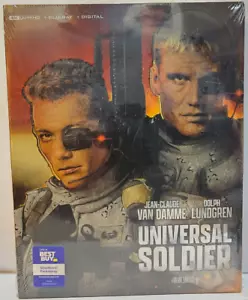 4K ULTRA HD + BLU-RAY + DIGITAL
JEAN-CLAUDE
VAN DAMME
DOLPH
LUNDGREN
UNIVERSAL
SOLDIER
BEST
BUY